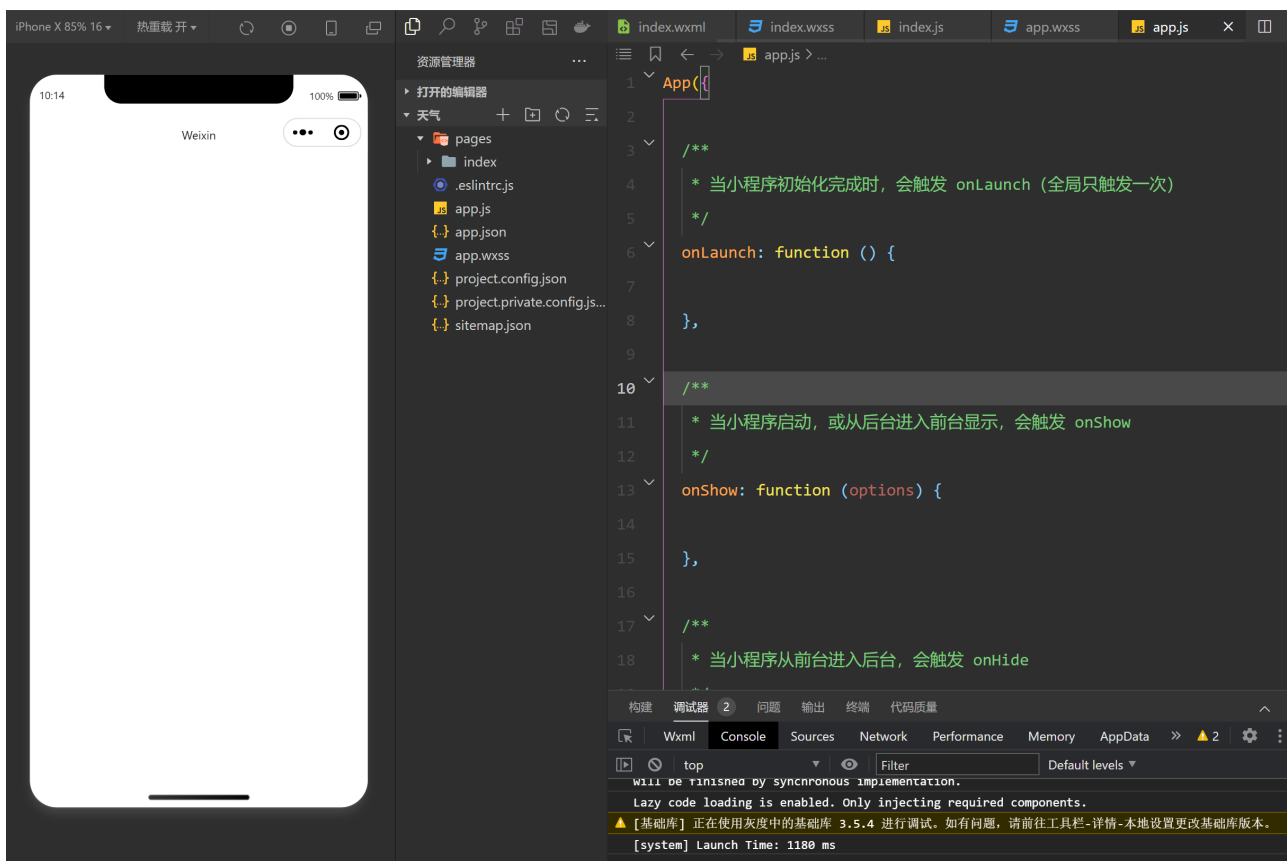 iPhone X 85% 16
热重载 开
10:14
100%
Weixin
资源管理器
打开的编辑器
天气
pages
index
.eslintrc.js
app.js
app.json
app.wxss
project.config.json
project.private.config.js...
sitemap.json
index.wxml
index.wxss
index.js
app.wxss
app.js
app.js > ...
1 App({
2
3 /**
4 * 当小程序初始化完成时，会触发 onLaunch（全局只触发一次）
5 */
6 onLaunch: function () {
7
8 },
9
10 /**
11 * 当小程序启动，或从后台进入前台显示，会触发 onShow
12 */
13 onShow: function (options) {
14
15 },
16
17 /**
18 * 当小程序从前台进入后台，会触发 onHide
构建 调试器 2 问题 输出 终端 代码质量
Wxml Console Sources Network Performance Memory AppData 2
top Filter Default levels
will be finished by synchronous implementation.
Lazy code loading is enabled. Only injecting required components.
[基础库] 正在使用灰度中的基础库 3.5.4 进行调试。如有问题，请前往工具栏-详情-本地设置更改基础库版本。
[system] Launch Time: 1180 ms